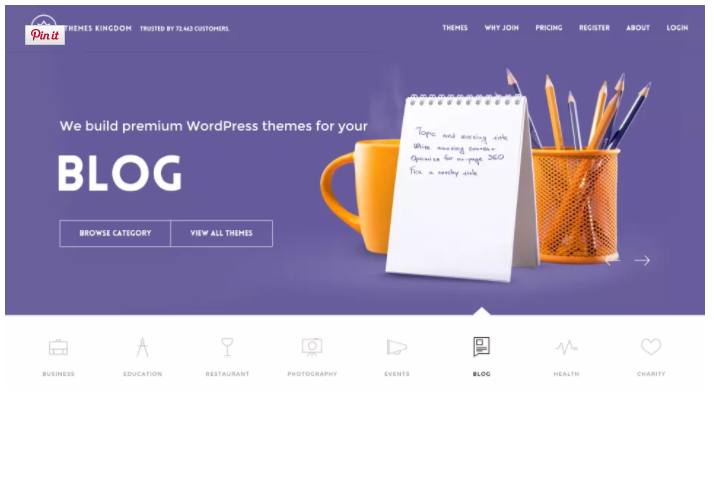 THEMES KINGDOM TRUSTED BY 72,463 CUSTOMERS.
THEMES WHY JOIN PRICING REGISTER ABOUT LOGIN
Pin it
We build premium WordPress themes for your
BLOG
BROWSE CATEGORY VIEW ALL THEMES
Topic and working title
Write amazing content
Optimize for on-page SEO
Pick a catchy title
BUSINESS EDUCATION RESTAURANT PHOTOGRAPHY EVENTS BLOG HEALTH CHARITY